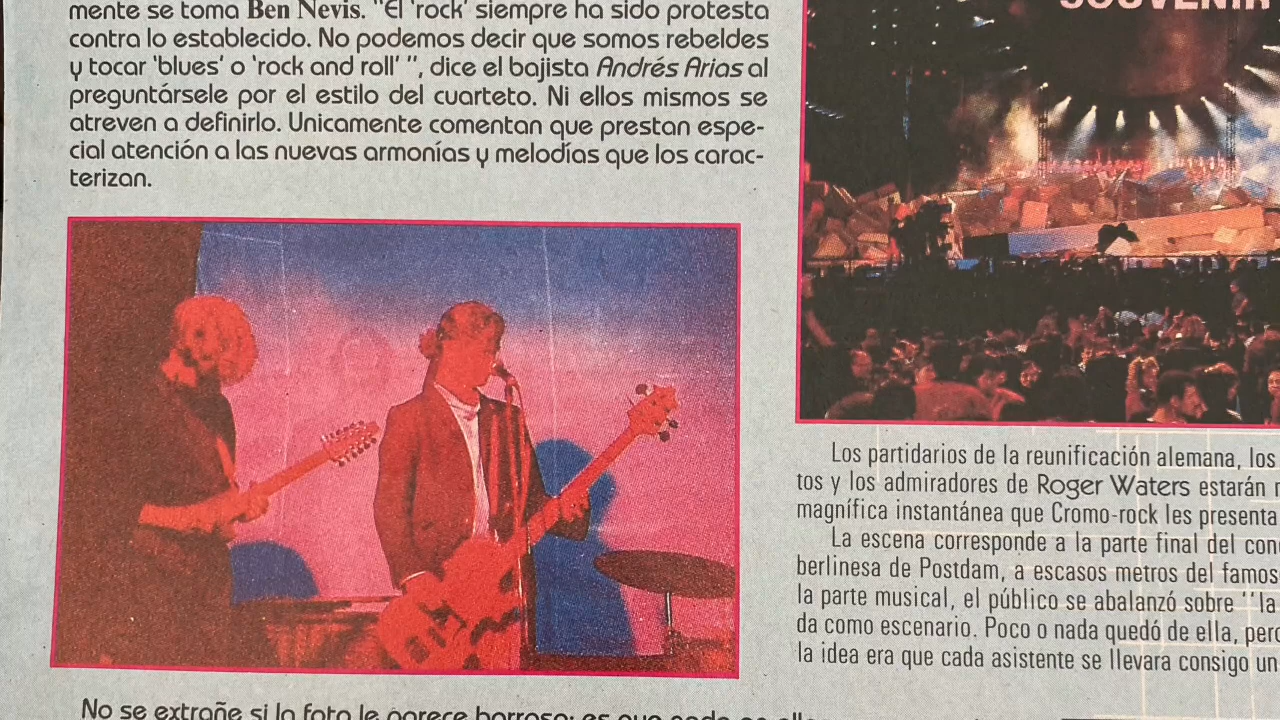 mente se toma Ben Nevis. "El 'rock' siempre ha sido protesta
contra lo establecido. No podemos decir que somos rebeldes
y tocar 'blues' o 'rock and roll' ", dice el bajista Andrés Arias al
preguntársele por el estilo del cuarteto. Ni ellos mismos se
atreven a definirlo. Unicamente comentan que prestan espe-
cial atención a las nuevas armonías y melodías que los carac-
terizan.
No se extrañe si la foto le parece borrosa: es que
SOUVENIR
Los partidarios de la reunificación alemana, los
tos y los admiradores de Roger Waters estarán
magnífica instantánea que Cromo-rock les presenta
La escena corresponde a la parte final del con
berlinesa de Postdam, a escasos metros del famos
la parte musical, el público se abalanzó sobre "la
da como escenario. Poco o nada quedó de ella, pero
la idea era que cada asistente se llevara consigo un